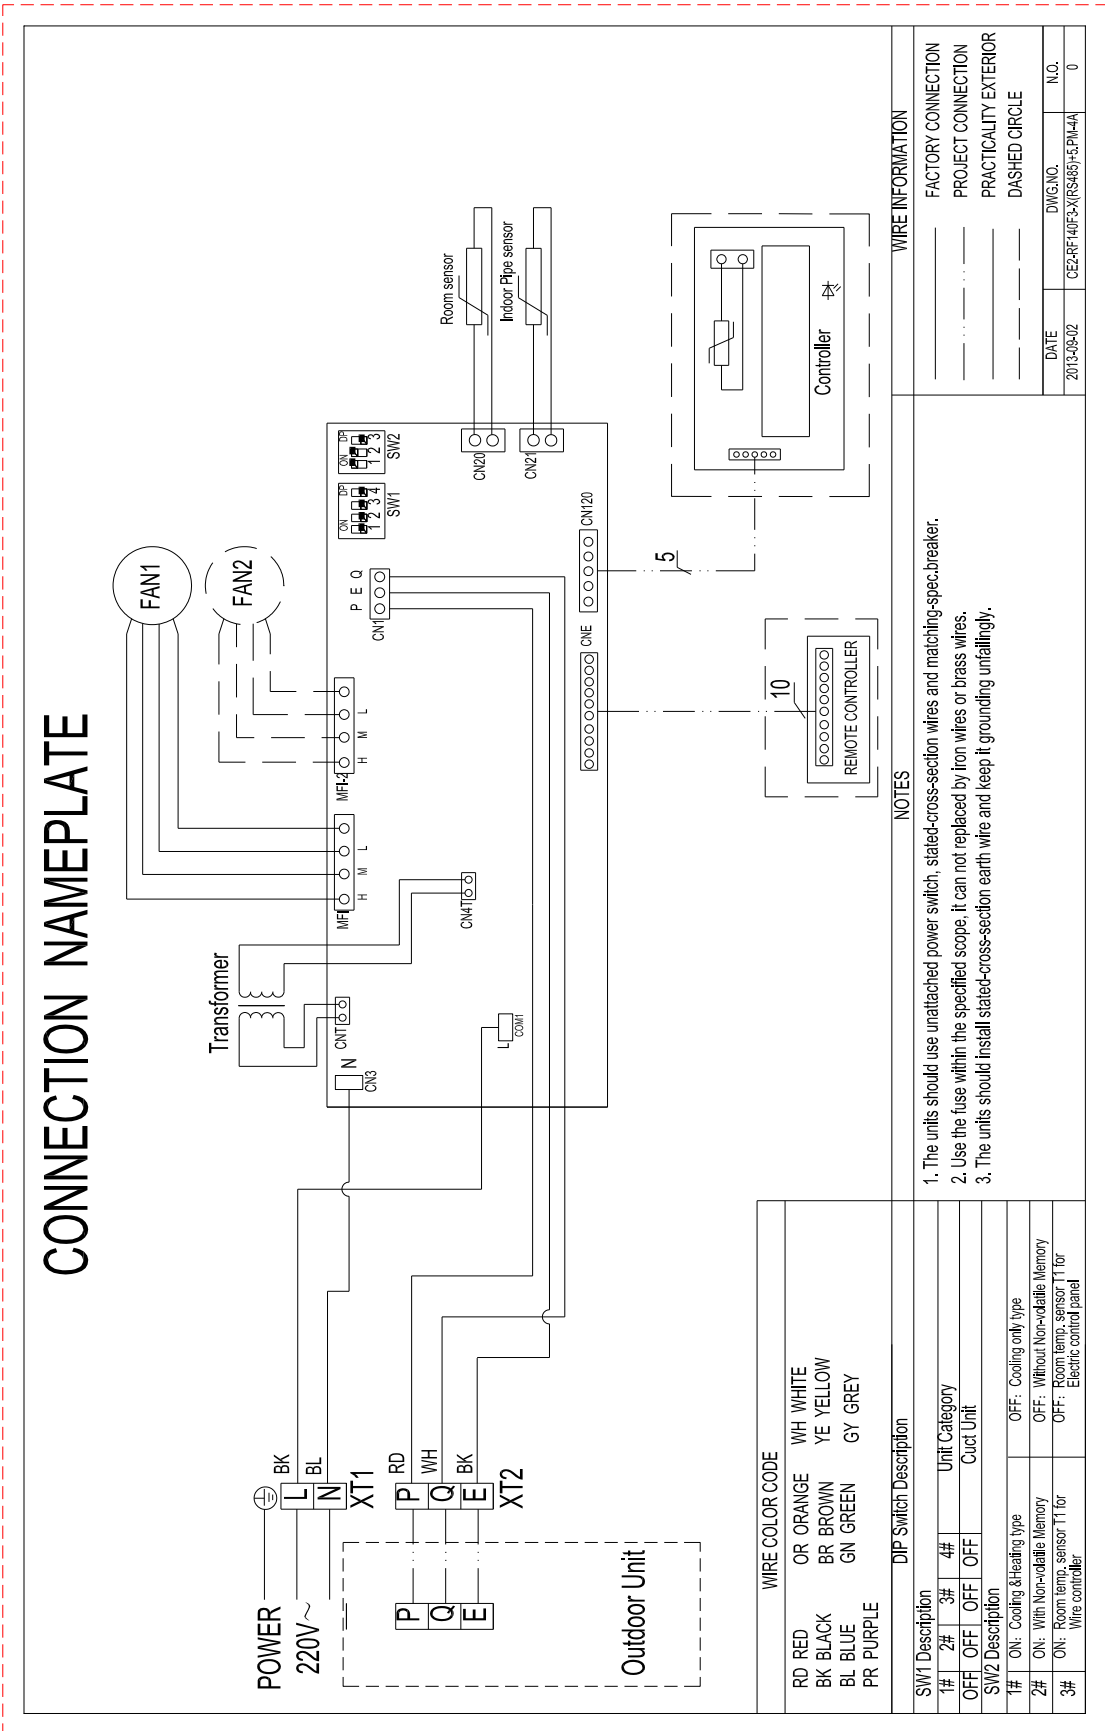 CONNECTION NAMEPLATE
FAN1
FAN2
Transformer
MFI
H
M
L
MFI-2
H
M
L
CNT
CN4T
CN3
N
L
COM1
CN1
P E Q
ON
DP
1 2 3 4
SW1
ON
DP
1 2 3
SW2
CN20
CN21
Room sensor
Indoor Pipe sensor
CNE
CN120
10
5
REMOTE CONTROLLER
Controller
POWER
220V~
L
N
XT1
BK
BL
P
Q
E
XT2
RD
WH
BK
P
Q
E
Outdoor Unit
WIRE COLOR CODE
RD RED
OR ORANGE
WH WHITE
BK BLACK
BR BROWN
YE YELLOW
BL BLUE
GN GREEN
GY GREY
PR PURPLE
DIP Switch Description
SW1 Description
1# 2# 3# 4# Unit Category
OFF OFF OFF OFF Cuct Unit
SW2 Description
1# ON: Cooling &Heating type OFF: Cooling only type
2# ON: With Non-volatile Memory OFF: Without Non-volatile Memory
3# ON: Room temp. sensor T1 for
Wire controller
OFF: Room temp. sensor T1 for
Electric control panel
NOTES
1. The units should use unattached power switch, stated-cross-section wires and matching-spec.breaker.
2. Use the fuse within the specified scope, it can not replaced by iron wires or brass wires.
3. The units should install stated-cross-section earth wire and keep it grounding unfailingly.
WIRE INFORMATION
FACTORY CONNECTION
PROJECT CONNECTION
PRACTICALITY EXTERIOR
DASHED CIRCLE
DATE DWG.NO. N.O.
2013-09-02 CE2-RF140F3-X(RS485)+5.PM-4A 0